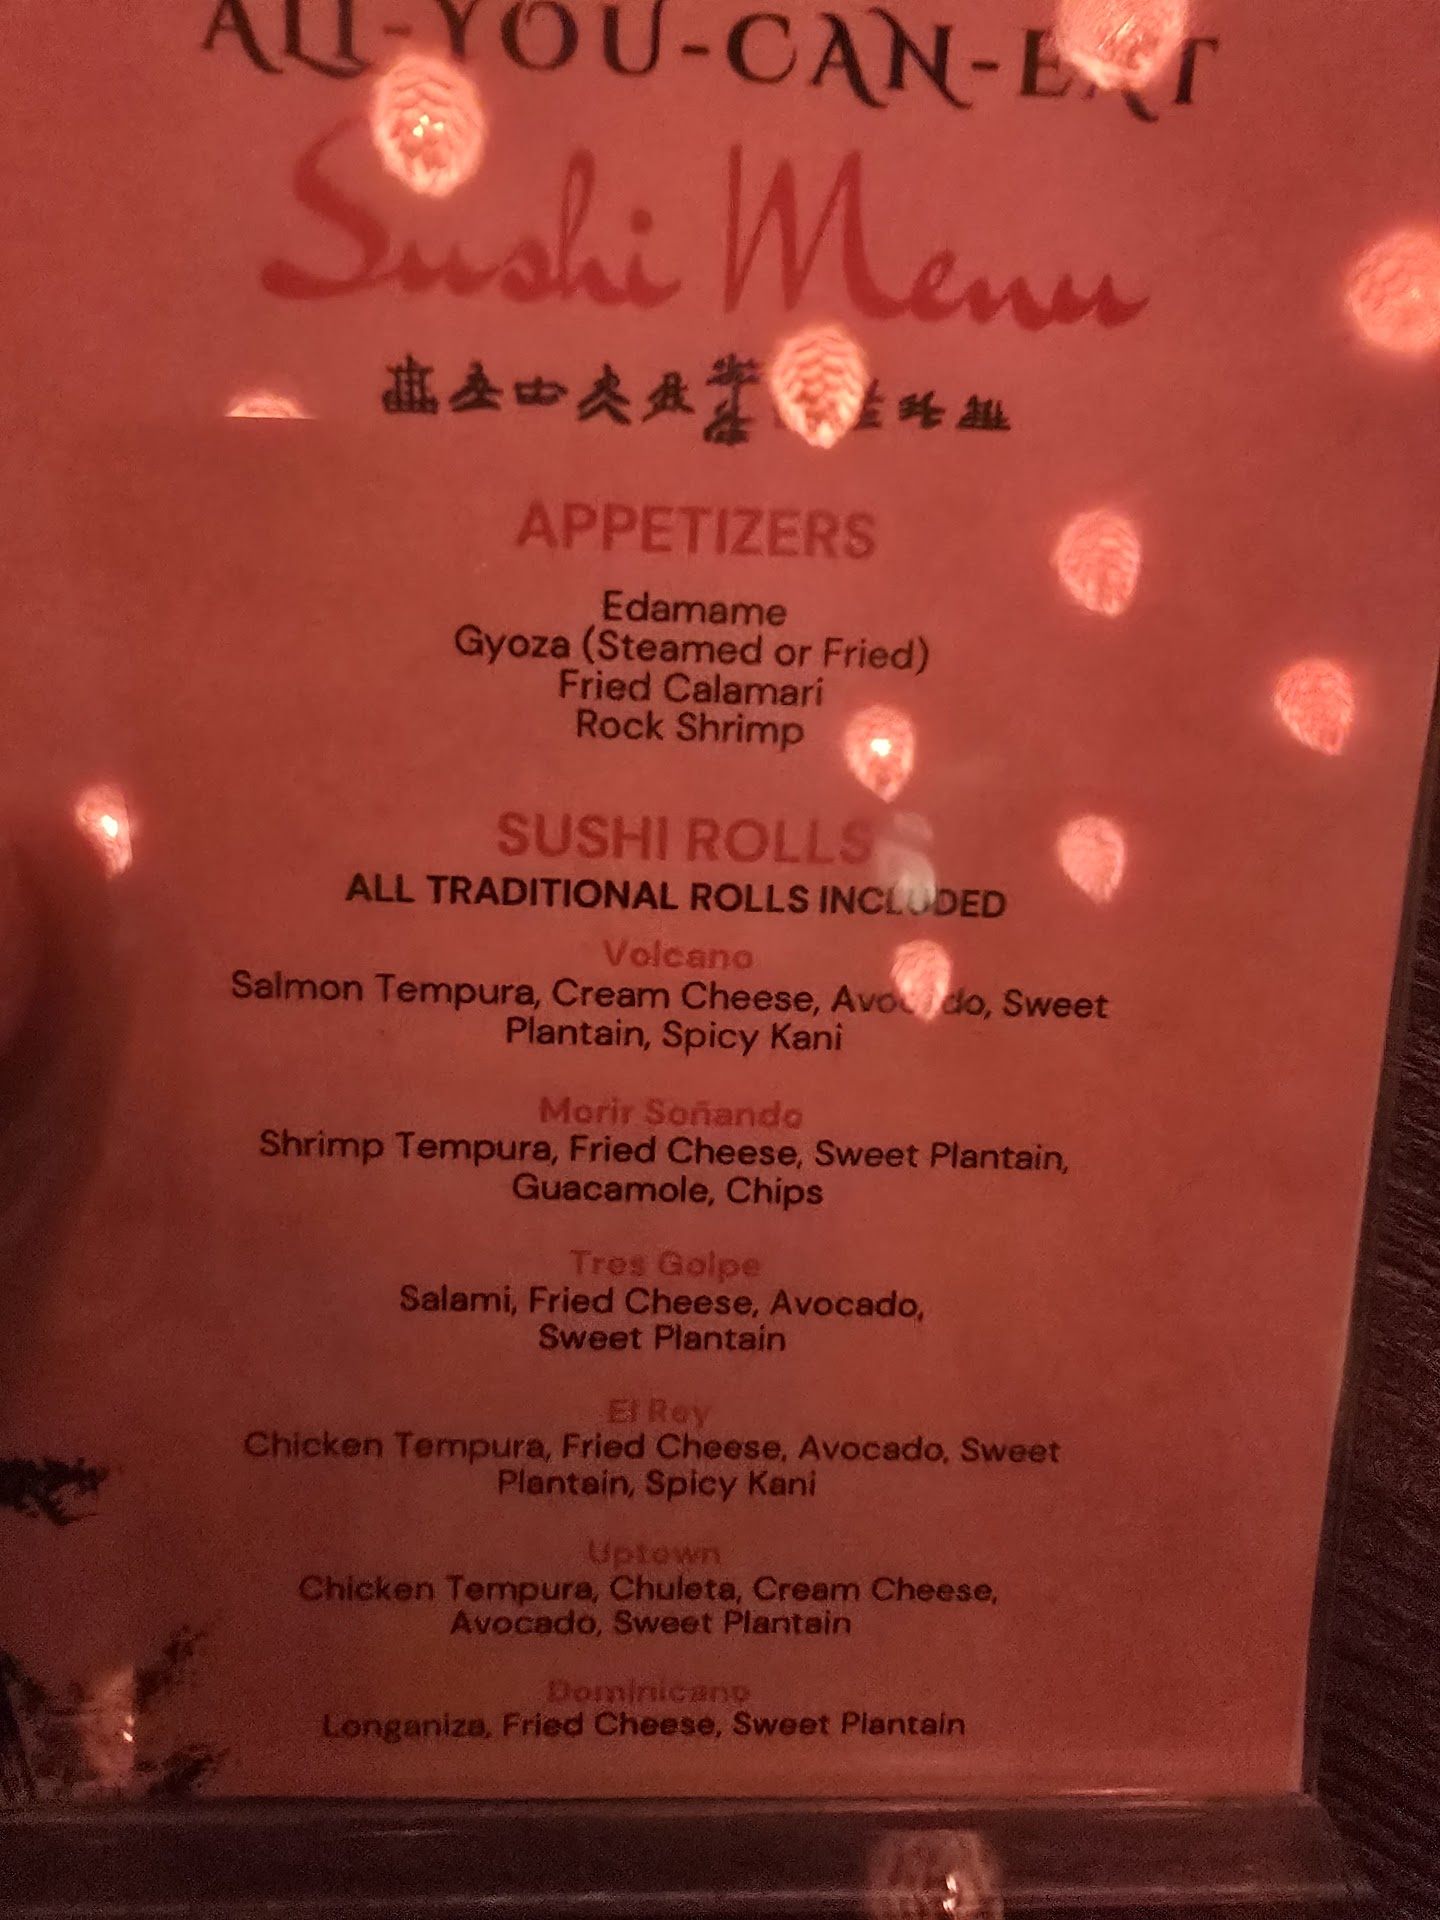 ALL-YOU-CAN-EAT
Sushi Menu
APPETIZERS
Edamame
Gyoza (Steamed or Fried)
Fried Calamari
Rock Shrimp
SUSHI ROLLS
ALL TRADITIONAL ROLLS INCLUDED
Volcano
Salmon Tempura, Cream Cheese, Avocado, Sweet
Plantain, Spicy Kani
Morir Soñando
Shrimp Tempura, Fried Cheese, Sweet Plantain,
Guacamole, Chips
Tres Golpe
Salami, Fried Cheese, Avocado,
Sweet Plantain
El Rey
Chicken Tempura, Fried Cheese, Avocado, Sweet
Plantain, Spicy Kani
Uptown
Chicken Tempura, Chuleta, Cream Cheese,
Avocado, Sweet Plantain
Dominicano
Longaniza, Fried Cheese, Sweet Plantain